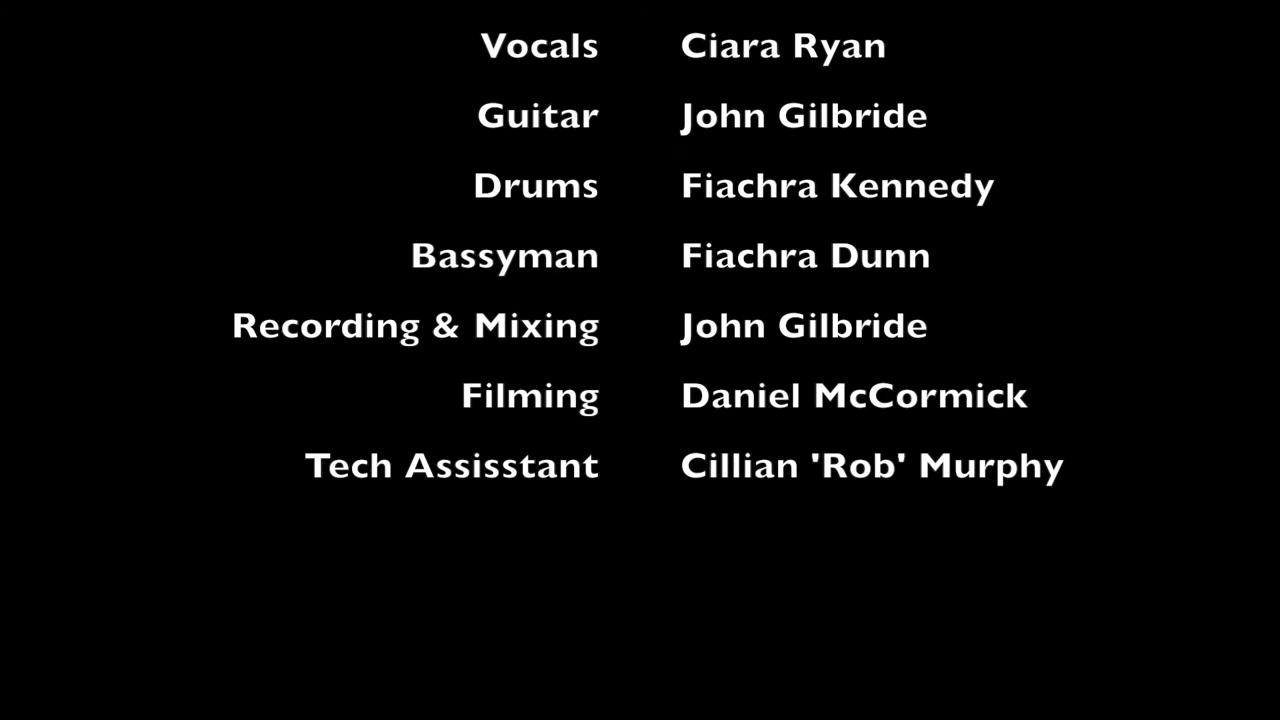 Vocals Ciara Ryan
Guitar John Gilbride
Drums Fiachra Kennedy
Bassyman Fiachra Dunn
Recording & Mixing John Gilbride
Filming Daniel McCormick
Tech Assisstant Cillian 'Rob' Murphy